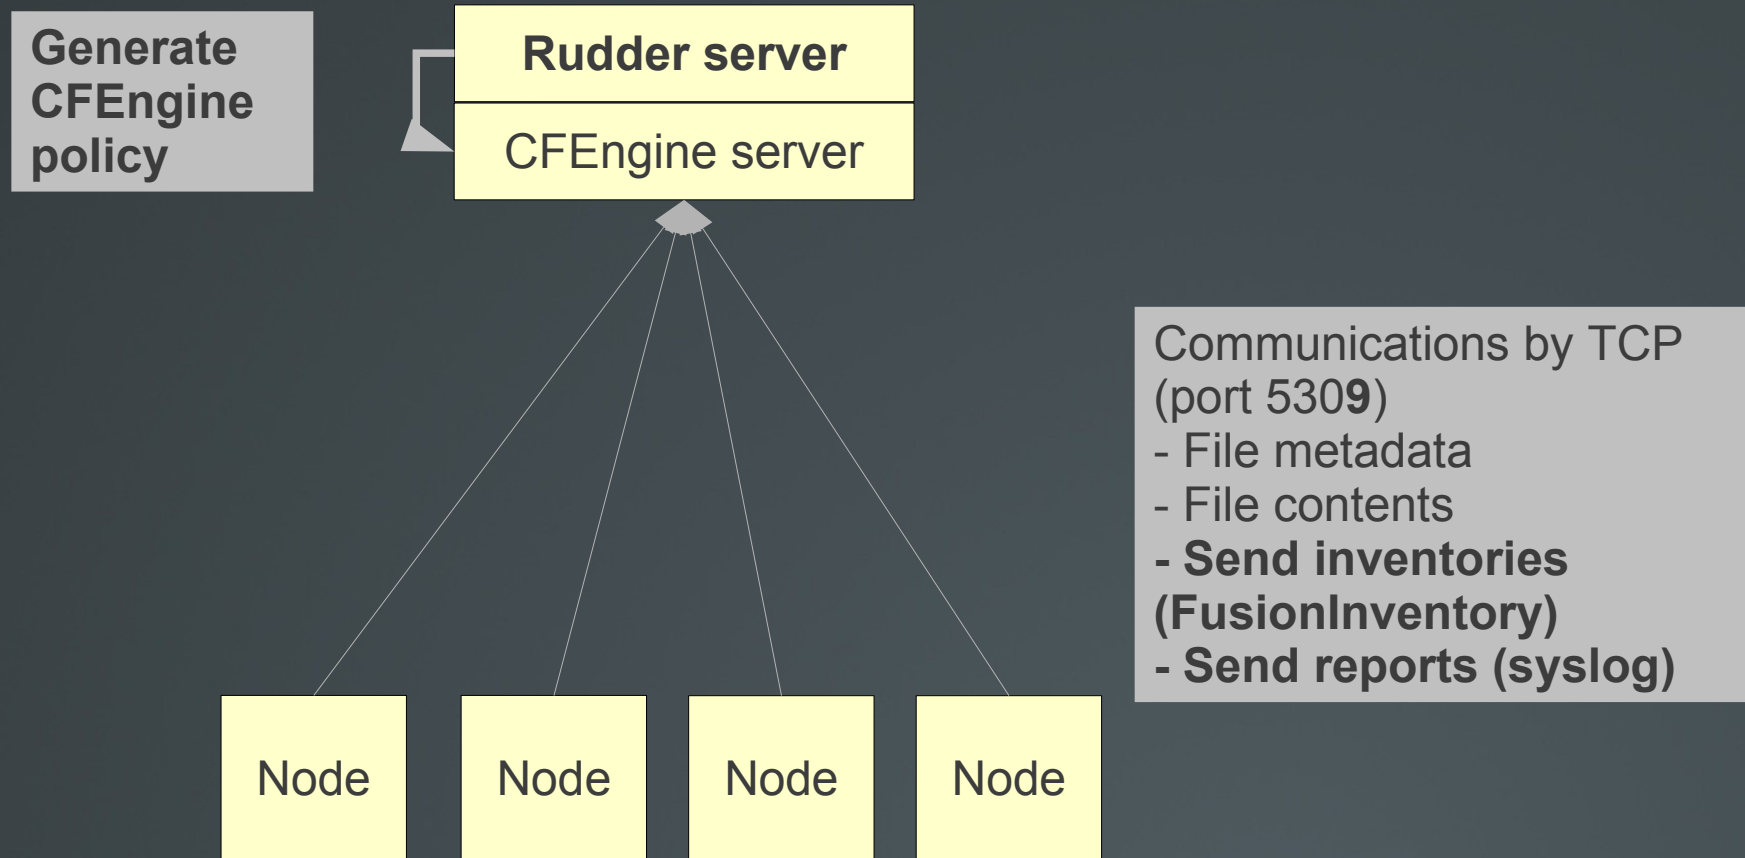 Generate
CFEngine
policy
Rudder server
CFEngine server
Communications by TCP
(port 5309)
- File metadata
- File contents
- Send inventories
(FusionInventory)
- Send reports (syslog)
Node
Node
Node
Node